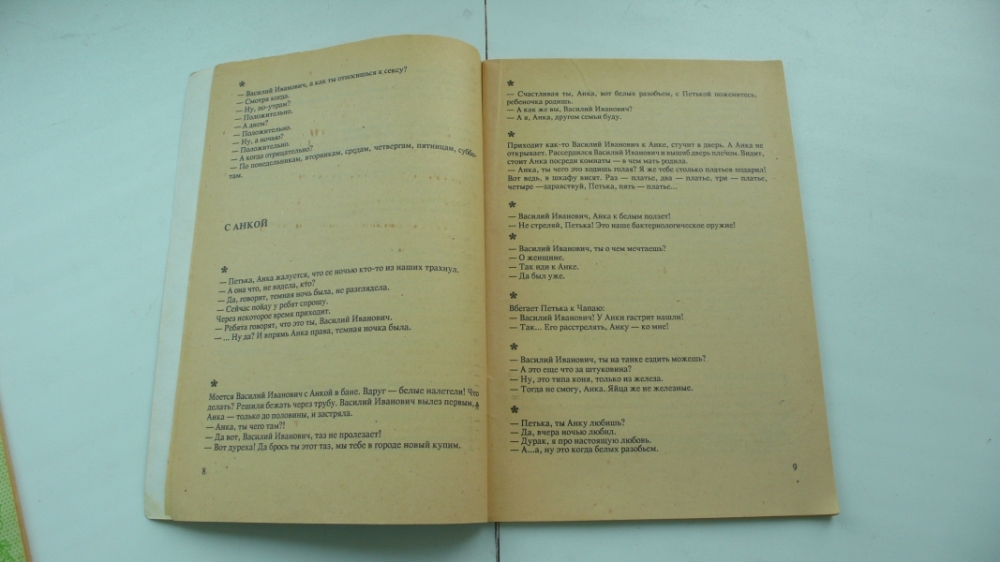 *
— Василий Иванович, а как ты относишься к сексу?
— Смотря когда.
— Ну, по-утрам?
— Положительно.
— А днем?
— Положительно.
— Ну, а ночью?
— Положительно.
— А когда отрицательно?
— По понедельникам, вторникам, средам, четвергам, пятницам, суббо-
там.
С АНКОЙ
*
— Петька, Анка жалуется, что ее ночью кто-то из наших трахнул.
— А она что, не видела, кто?
— Да, говорит, темная ночь была, не разглядела.
— Сейчас пойду у ребят спрошу.
Через некоторое время приходит.
— Ребята говорят, что это ты, Василий Иванович.
— ... Ну да? И впрямь Анка права, темная ночка была.
*
Моется Василий Иванович с Анкой в бане. Вдруг — белые налетели! Что
делать? Решили бежать через трубу. Василий Иванович вылез первым,
Анка — только до половины, и застряла.
— Анка, ты чего там?!
— Да вот, Василий Иванович, таз не пролезает!
— Вот дуреха! Да брось ты этот таз, мы тебе в городе новый купим.
8
*
— Счастливая ты, Анка, вот белых разобьем, с Петькой поженитесь,
ребеночка родишь.
— А как же вы, Василий Иванович?
— А я, Анка, другом семьи буду.
*
Приходит как-то Василий Иванович к Анке, стучит в дверь. А Анка не
открывает. Рассердился Василий Иванович и вышиб дверь плечом. Видит,
стоит Анка посреди комнаты — в чем мать родила.
— Анка, ты чего это ходишь голая? Я же тебе столько платьев подарил!
Вот ведь, в шкафу висят. Раз — платье, два — платье, три — платье,
четыре —здравствуй, Петька, пять — платье...
*
— Василий Иванович, Анка к белым ползет!
— Не стреляй, Петька! Это наше бактериологическое оружие!
*
— Василий Иванович, ты о чем мечтаешь?
— О женщине.
— Так иди к Анке.
— Да был уже.
*
Вбегает Петька к Чапаю:
— Василий Иванович! У Анки гастрит нашли!
— Так... Его расстрелять, Анку — ко мне!
*
— Василий Иванович, ты на танке ездить можешь?
— А это еще что за штуковина?
— Ну, это типа коня, только из железа.
— Тогда не смогу, Анка. Яйца же не железные.
*
— Петька, ты Анку любишь?
— Да, вчера ночью любил.
— Дурак, я про настоящую любовь.
— А...а, ну это когда белых разобьем.
9